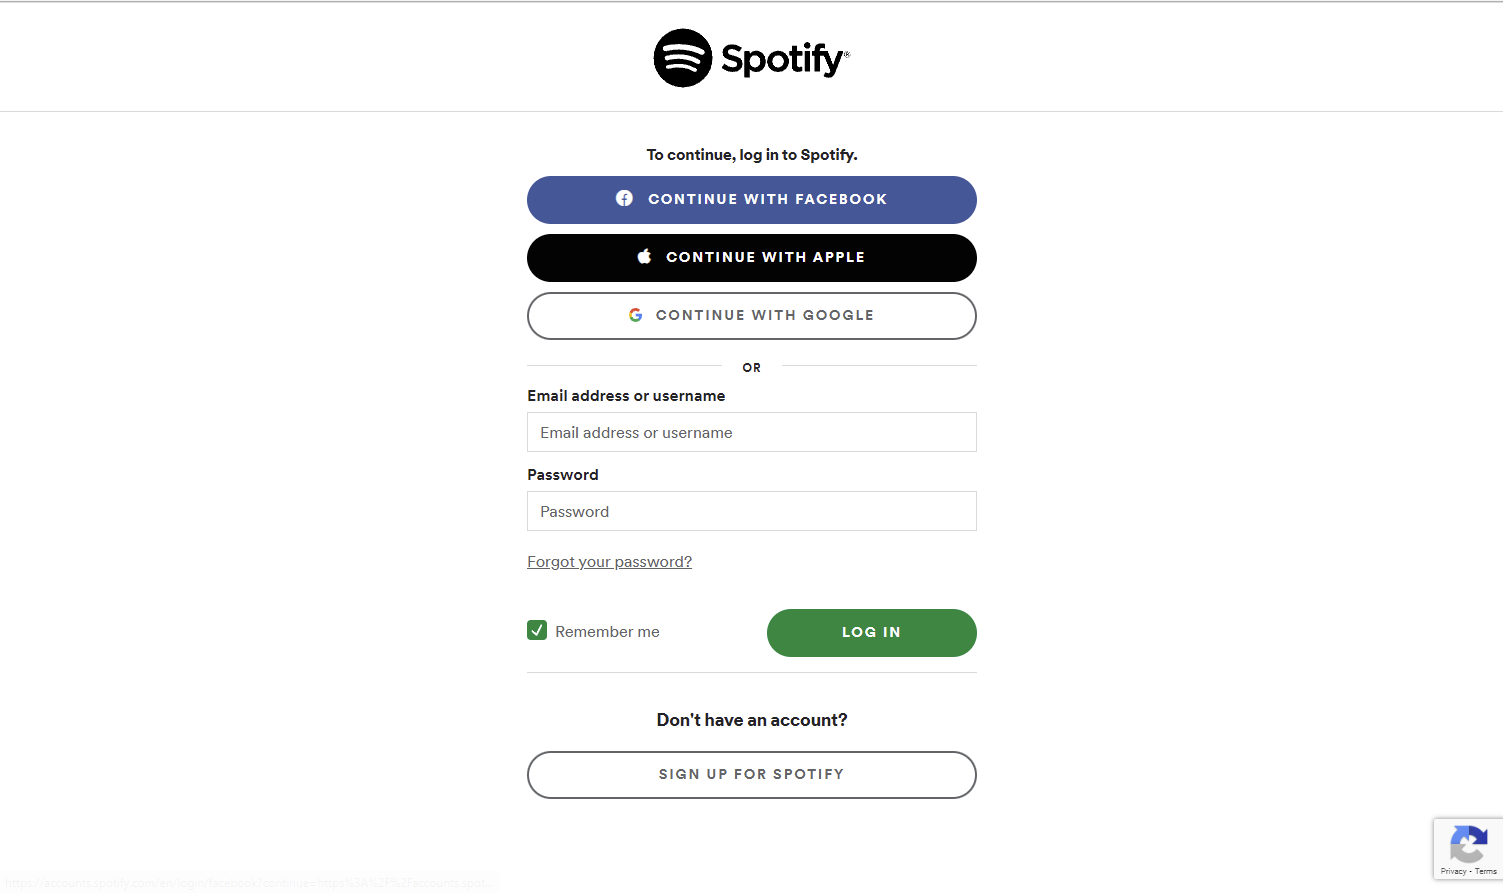 Spotify®
To continue, log in to Spotify.
CONTINUE WITH FACEBOOK
CONTINUE WITH APPLE
CONTINUE WITH GOOGLE
OR
Email address or username
Email address or username
Password
Password
Forgot your password?
Remember me
LOG IN
Don't have an account?
SIGN UP FOR SPOTIFY
Privacy - Terms
https://accounts.spotify.com/en/login/facebook?continue=https%3A%2F%2Faccounts.spot...